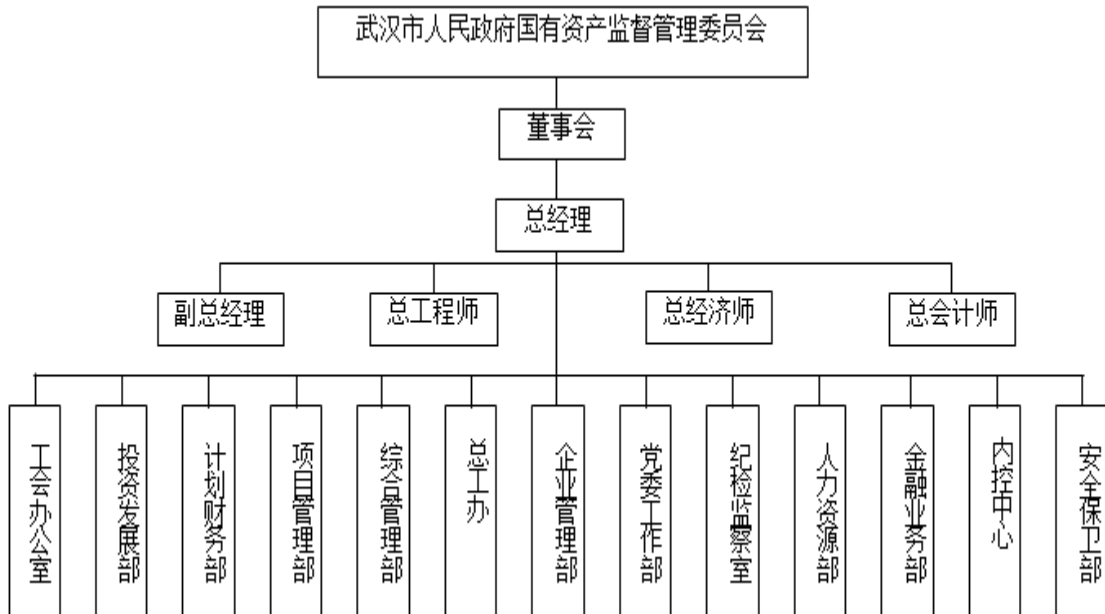 武汉市人民政府国有资产监督管理委员会
董事会
总经理
副总经理
总工程师
总经济师
总会计师
工会办公室
投资发展部
计划财务部
项目管理部
综合管理部
总工办
企业管理部
党委工作部
纪检监察室
人力资源部
金融业务部
内控中心
安全保卫部